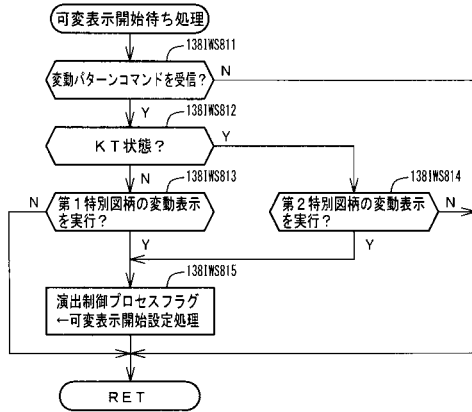 可変表示開始待ち処理
138IWS811
変動パターンコマンドを受信?
N
Y
138IWS812
KT状態?
Y
N
138IWS813
138IWS814
N
第1特別図柄の変動表示
を実行?
第2特別図柄の変動表示
を実行?
N
Y
Y
138IWS815
演出制御プロセスフラグ
←可変表示開始設定処理
RET